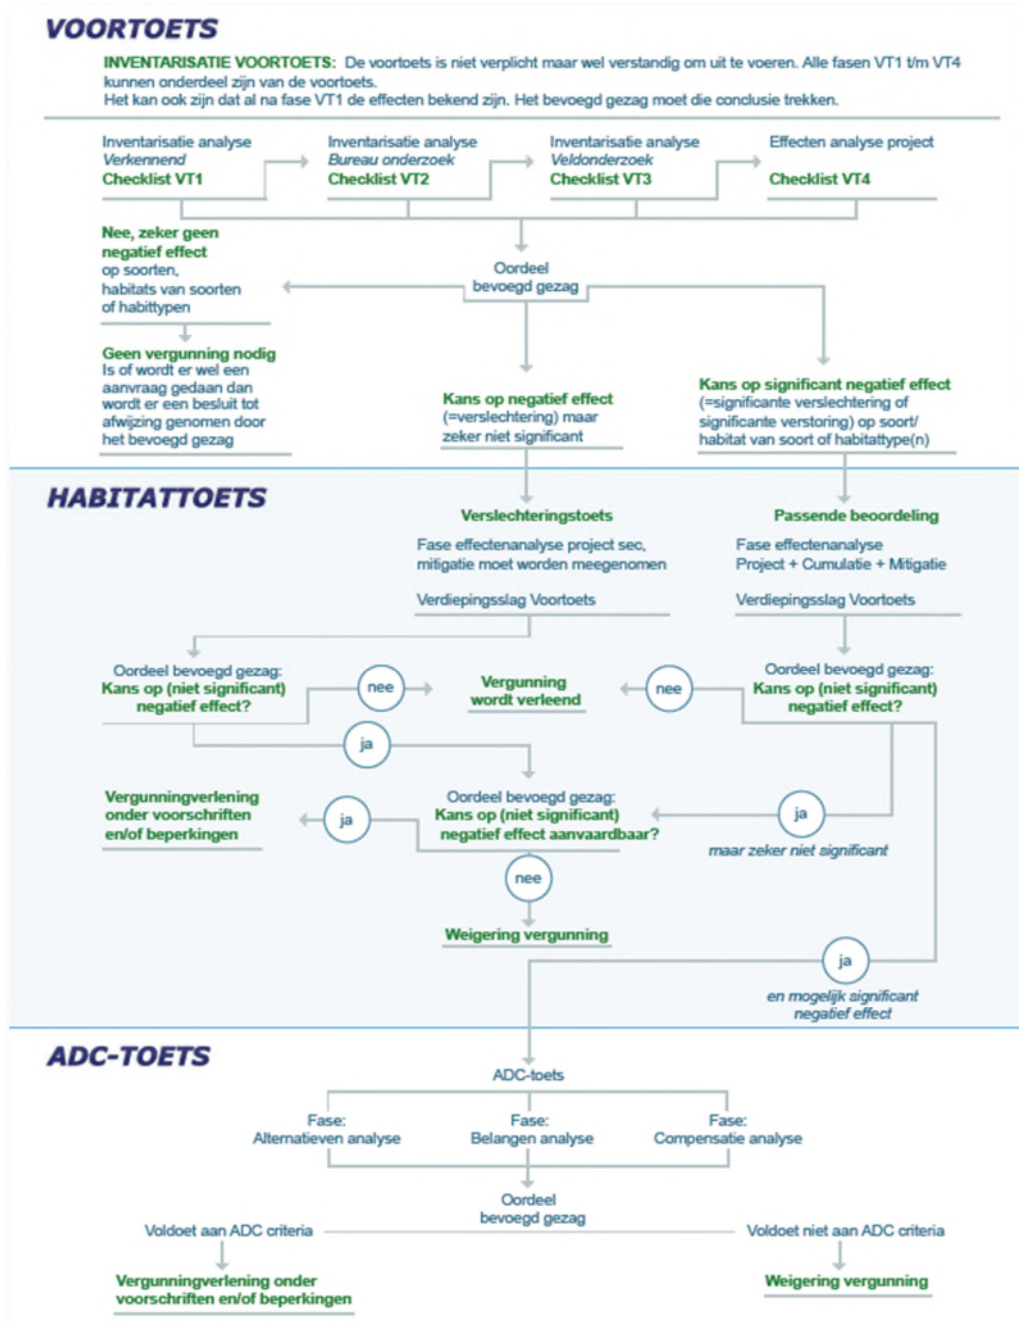 VOORTOETS
INVENTARISATIE VOORTOETS: De voortoets is niet verplicht maar wel verstandig om uit te voeren. Alle fasen VT1 t/m VT4
kunnen onderdeel zijn van de voortoets.
Het kan ook zijn dat al na fase VT1 de effecten bekend zijn. Het bevoegd gezag moet die conclusie trekken.
Inventarisatie analyse
Verkennend
Checklist VT1
Inventarisatie analyse
Bureau onderzoek
Checklist VT2
Inventarisatie analyse
Veldonderzoek
Checklist VT3
Effecten analyse project
Checklist VT4
Nee, zeker geen
negatief effect
op soorten,
habitats van soorten
of habittypen
Oordeel
bevoegd gezag
Geen vergunning nodig
Is of wordt er wel een
aanvraag gedaan dan
wordt er een besluit tot
afwijzing genomen door
het bevoegd gezag
Kans op negatief effect
(=verslechtering) maar
zeker niet significant
Kans op significant negatief effect
(=significante verslechtering of
significante verstoring) op soort/
habitat van soort of habitattype(n)
HABITATTOETS
Verslechteringstoets
Fase effectenanalyse project sec,
mitigatie moet worden meegenomen
Verdiepingsslag Voortoets
Passende beoordeling
Fase effectenanalyse
Project + Cumulatie + Mitigatie
Verdiepingsslag Voortoets
Oordeel bevoegd gezag:
Kans op (niet significant)
negatief effect?
nee
Vergunning
wordt verleend
nee
Oordeel bevoegd gezag:
Kans op (niet significant)
negatief effect?
ja
Vergunningverlening
onder voorschriften
en/of beperkingen
ja
Oordeel bevoegd gezag:
Kans op (niet significant)
negatief effect aanvaardbaar?
ja
maar zeker niet significant
nee
Weigering vergunning
ja
en mogelijk significant
negatief effect
ADC-TOETS
ADC-toets
Fase:
Alternatieven analyse
Fase:
Belangen analyse
Fase:
Compensatie analyse
Oordeel
bevoegd gezag
Voldoet aan ADC criteria
Voldoet niet aan ADC criteria
Vergunningverlening onder
voorschriften en/of beperkingen
Weigering vergunning